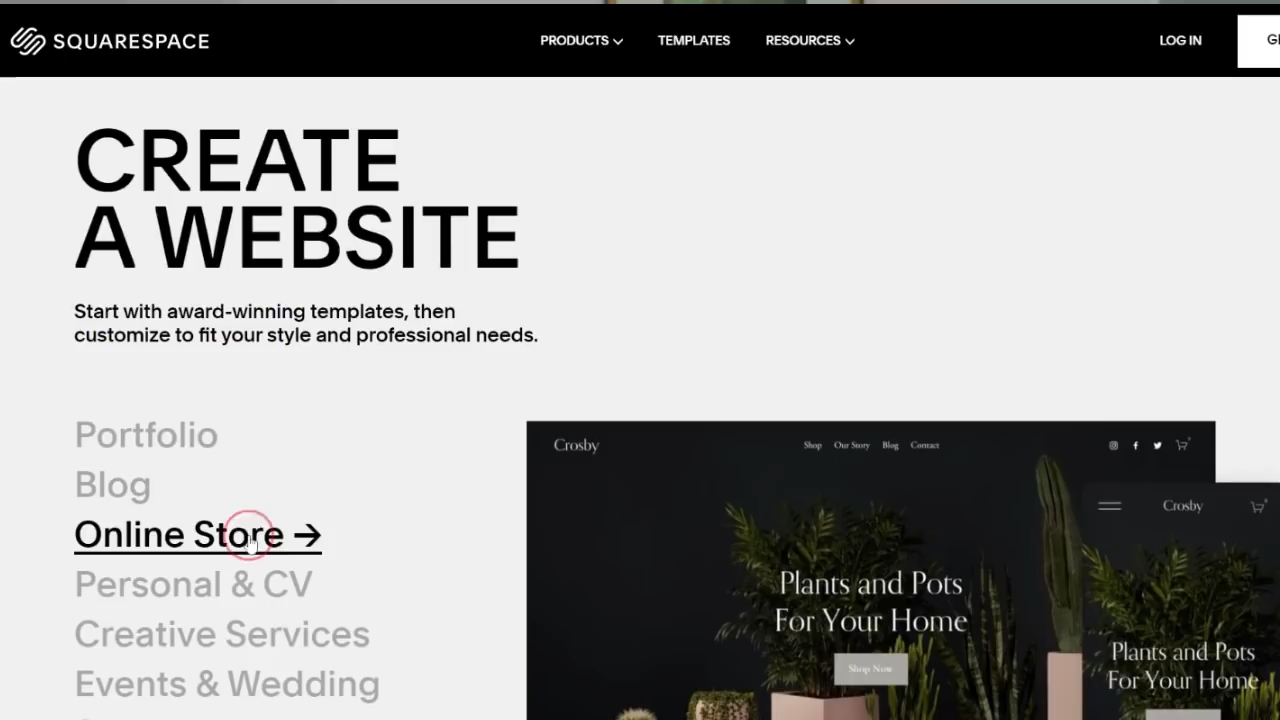 SQUARESPACE
PRODUCTS
TEMPLATES
RESOURCES
LOG IN
CREATE
A WEBSITE
Start with award-winning templates, then
customize to fit your style and professional needs.
Portfolio
Blog
Online Store →
Personal & CV
Creative Services
Events & Wedding
Crosby
Shop
Our Story
Blog
Contact
Plants and Pots
For Your Home
Shop Now
Crosby
Plants and Pots
For Your Home